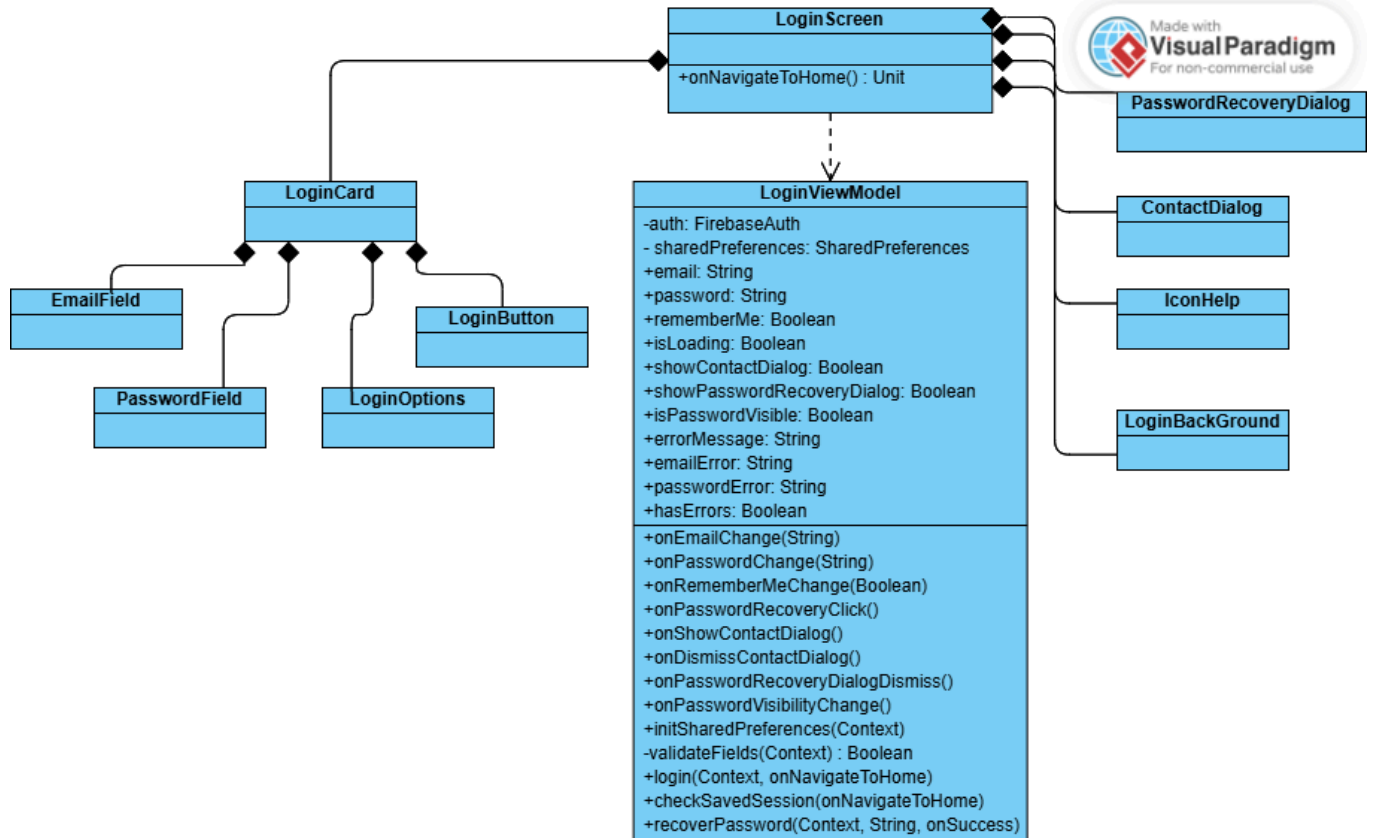 LoginScreen
+onNavigateToHome() : Unit
Made with
Visual Paradigm
For non-commercial use
PasswordRecoveryDialog
LoginCard
LoginViewModel
-auth: FirebaseAuth
- sharedPreferences: SharedPreferences
+email: String
+password: String
+rememberMe: Boolean
+isLoading: Boolean
+showContactDialog: Boolean
+showPasswordRecoveryDialog: Boolean
+isPasswordVisible: Boolean
+errorMessage: String
+emailError: String
+passwordError: String
+hasErrors: Boolean
+onEmailChange(String)
+onPasswordChange(String)
+onRememberMeChange(Boolean)
+onPasswordRecoveryClick()
+onShowContactDialog()
+onDismissContactDialog()
+onPasswordRecoveryDialogDismiss()
+onPasswordVisibilityChange()
+initSharedPreferences(Context)
-validateFields(Context) : Boolean
+login(Context, onNavigateToHome)
+checkSavedSession(onNavigateToHome)
+recoverPassword(Context, String, onSuccess)
ContactDialog
IconHelp
LoginBackGround
EmailField
LoginButton
PasswordField
LoginOptions